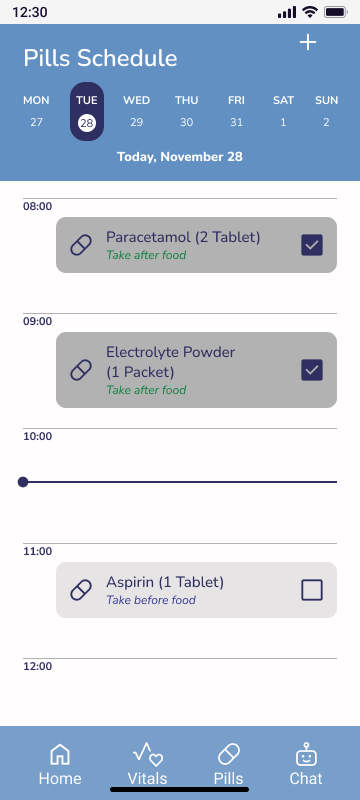 12:30
Pills Schedule
MON TUE WED THU FRI SAT SUN
27 28 29 30 31 1 2
Today, November 28
08:00
Paracetamol (2 Tablet)
Take after food
09:00
Electrolyte Powder
(1 Packet)
Take after food
10:00
11:00
Aspirin (1 Tablet)
Take before food
12:00
Home Vitals Pills Chat